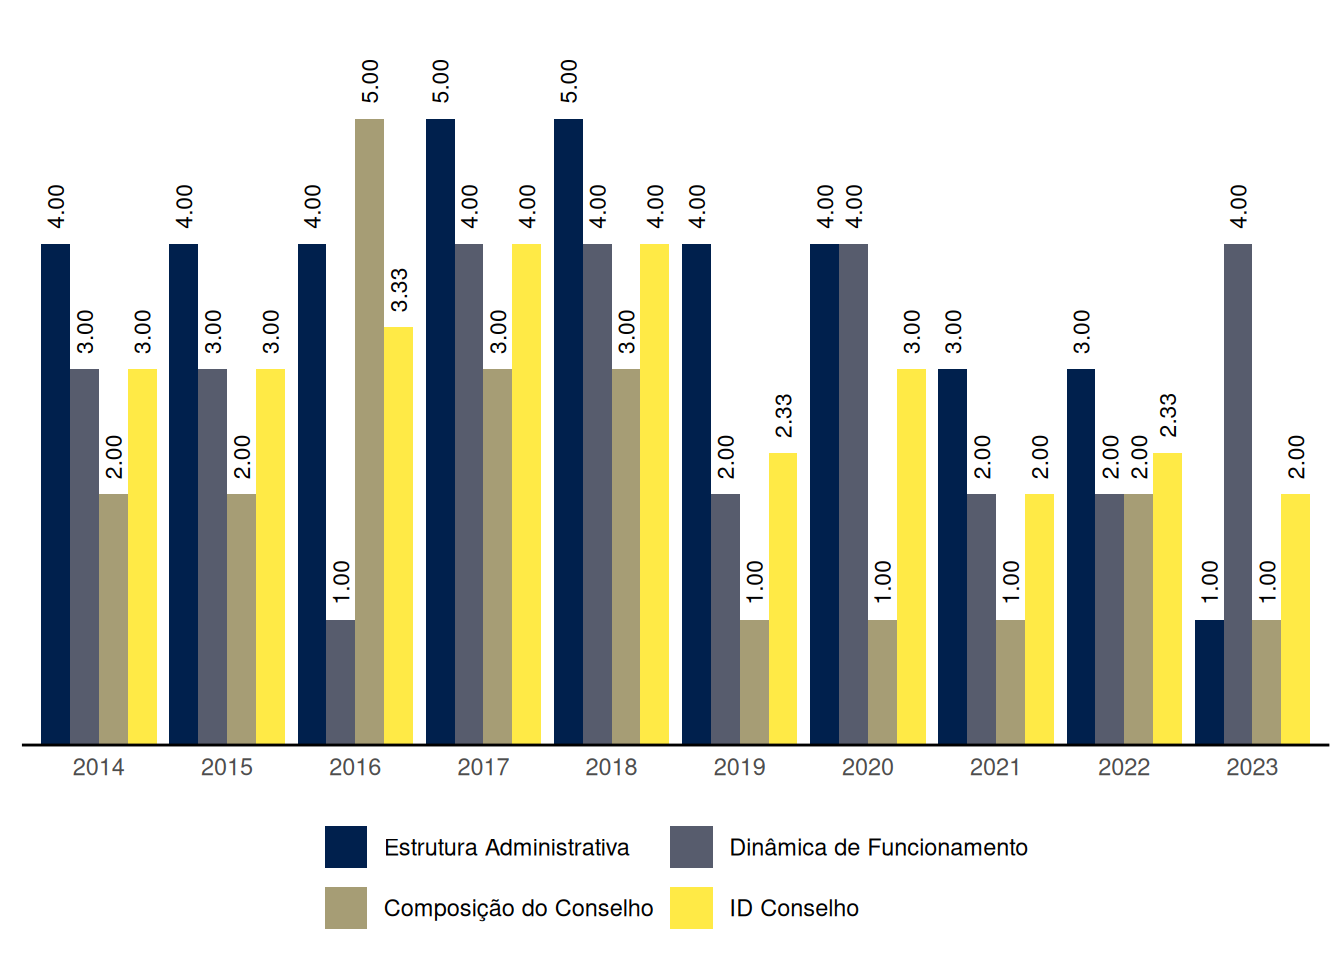 4.00 3.00 2.00 3.00 4.00 3.00 2.00 3.00 4.00 1.00 5.00 3.33 5.00 4.00 3.00 4.00 5.00 4.00 3.00 4.00 4.00 2.00 1.00 2.33 4.00 4.00 1.00 3.00 3.00 2.00 1.00 2.00 3.00 2.00 2.00 2.33 1.00 4.00 1.00 2.00
2014 2015 2016 2017 2018 2019 2020 2021 2022 2023
Estrutura Administrativa Dinâmica de Funcionamento
Composição do Conselho ID Conselho